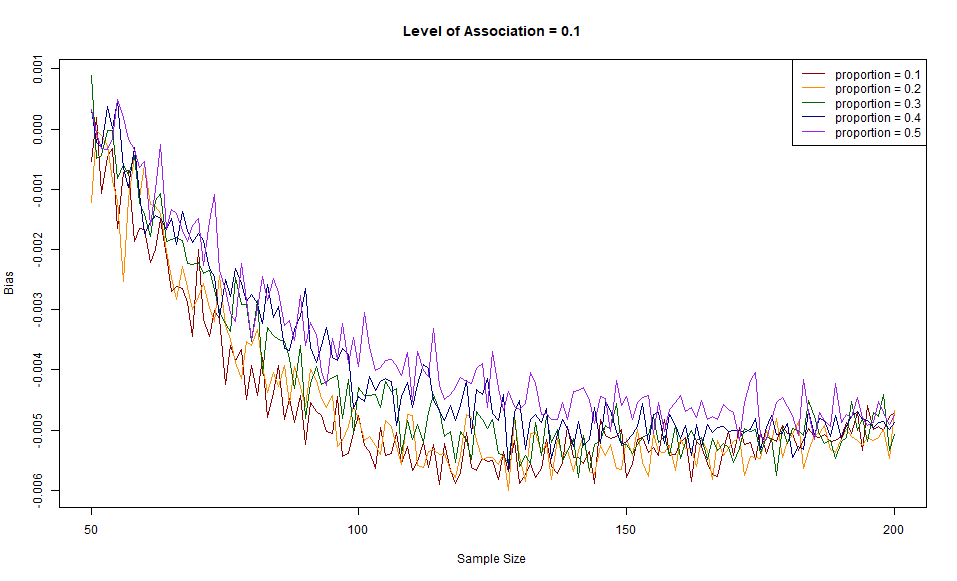 Level of Association = 0.1
proportion = 0.1
proportion = 0.2
proportion = 0.3
proportion = 0.4
proportion = 0.5
Bias
0.001
0.000
-0.001
-0.002
-0.003
-0.004
-0.005
-0.006
50
100
150
200
Sample Size